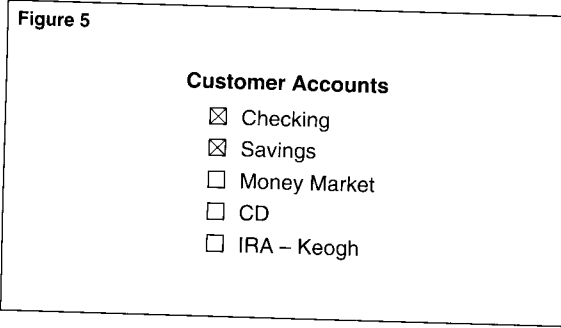 Figure 5
Customer Accounts
☒ Checking
☒ Savings
☐ Money Market
☐ CD
☐ IRA – Keogh